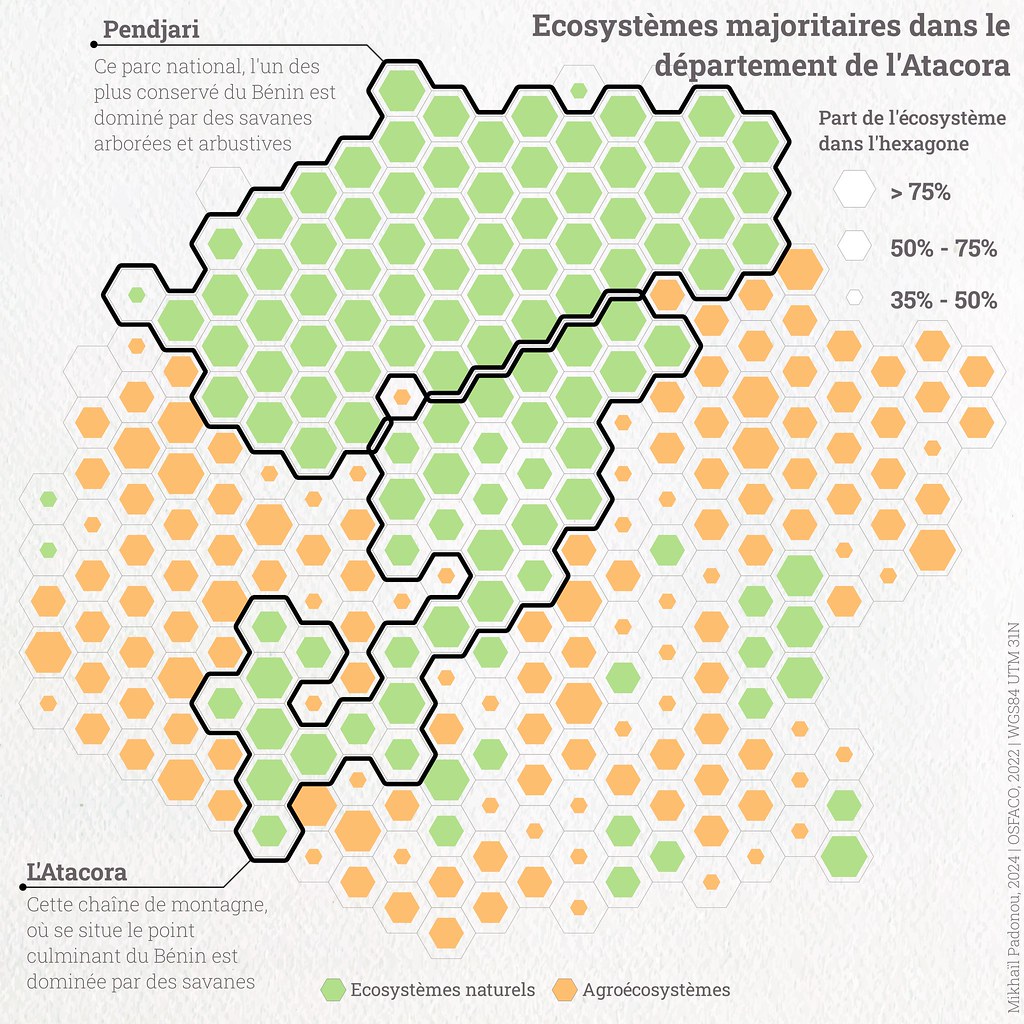 Ecosystèmes majoritaires dans le
département de l'Atacora
Pendjari
Ce parc national, l'un des
plus conservé du Bénin est
dominé par des savanes
arborées et arbustives
Part de l'écosystème
dans l'hexagone
> 75%
50% - 75%
35% - 50%
L'Atacora
Cette chaîne de montagne,
où se situe le point
culminant du Bénin est
dominée par des savanes
Ecosystèmes naturels
Agroécosystèmes
Mikhaïl Padonou, 2024 | OSFACO, 2022 | WGS84 UTM 31N